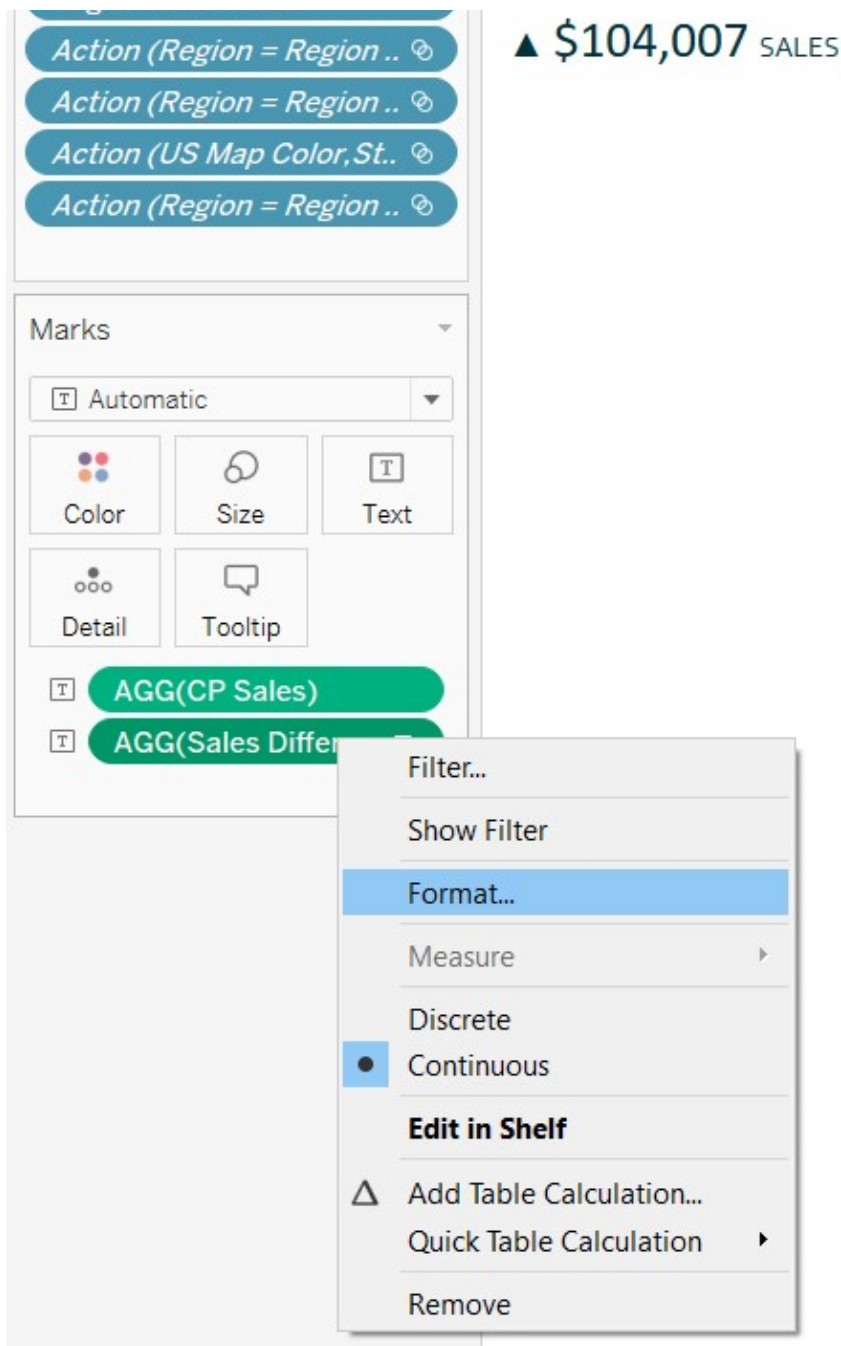 Action (Region = Region ..
▲ $104,007 SALES
Action (Region = Region ..
Action (US Map Color,St..
Action (Region = Region ..
Marks
Automatic
Color
Size
Text
Detail
Tooltip
AGG(CP Sales)
AGG(Sales Differ
Filter...
Show Filter
Format...
Measure
Discrete
Continuous
Edit in Shelf
Add Table Calculation...
Quick Table Calculation
Remove